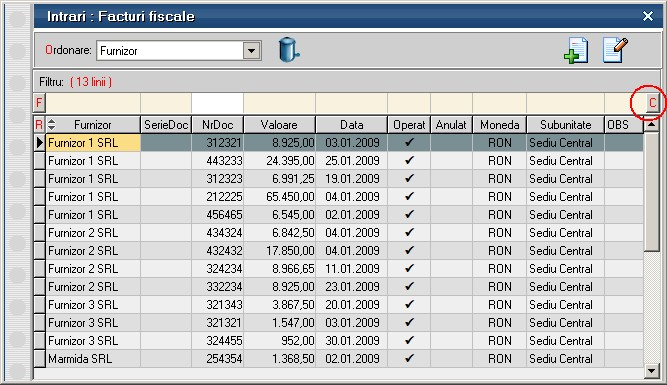 Intrari : Facturi fiscale
Ordonare: Furnizor
Filtru: ( 13 linii )
F C
R Furnizor SerieDoc NrDoc Valoare Data Operat Anulat Moneda Subunitate OBS
Furnizor 1 SRL 312321 8.925,00 03.01.2009 ✔ RON Sediu Central
Furnizor 1 SRL 443233 24.395,00 25.01.2009 ✔ RON Sediu Central
Furnizor 1 SRL 312323 6.991,25 19.01.2009 ✔ RON Sediu Central
Furnizor 1 SRL 212225 65.450,00 04.01.2009 ✔ RON Sediu Central
Furnizor 1 SRL 456465 6.545,00 02.01.2009 ✔ RON Sediu Central
Furnizor 2 SRL 434324 6.842,50 04.01.2009 ✔ RON Sediu Central
Furnizor 2 SRL 432432 17.850,00 04.01.2009 ✔ RON Sediu Central
Furnizor 2 SRL 324234 8.966,65 11.01.2009 ✔ RON Sediu Central
Furnizor 2 SRL 332234 8.925,00 23.01.2009 ✔ RON Sediu Central
Furnizor 3 SRL 321343 3.867,50 20.01.2009 ✔ RON Sediu Central
Furnizor 3 SRL 321321 1.547,00 03.01.2009 ✔ RON Sediu Central
Furnizor 3 SRL 324455 952,00 30.01.2009 ✔ RON Sediu Central
Marmida SRL 254354 1.368,50 02.01.2009 ✔ RON Sediu Central